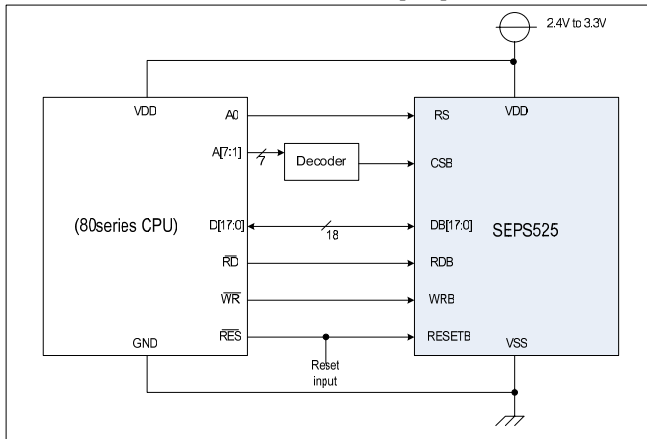 2.4V to 3.3V
VDD
A0
RS
VDD
A[7:1]
7
Decoder
CSB
(80series CPU)
D[17:0]
18
DB[17:0]
SEPS525
RD
RDB
WR
WRB
RES
RESETB
GND
Reset
input
VSS